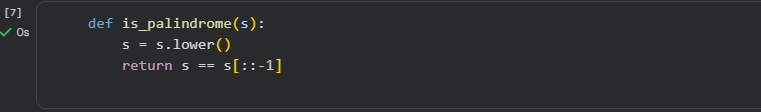 [7]
0s
def is_palindrome(s):
    s = s.lower()
    return s == s[::-1]